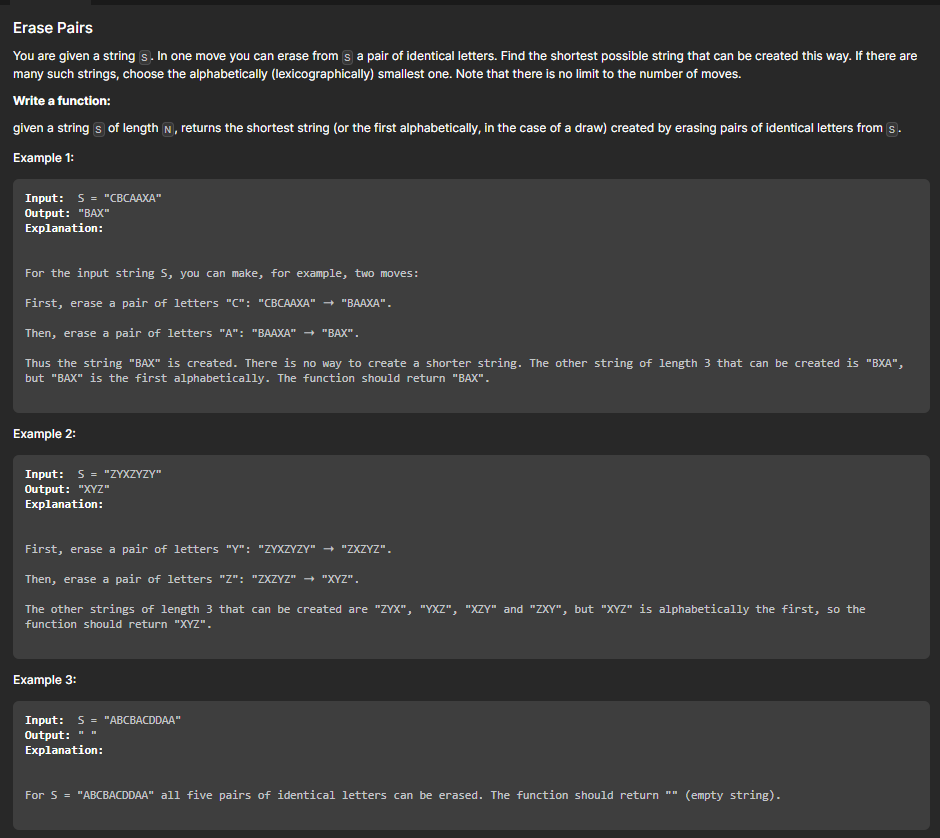 Erase Pairs
You are given a string S. In one move you can erase from S a pair of identical letters. Find the shortest possible string that can be created this way. If there are
many such strings, choose the alphabetically (lexicographically) smallest one. Note that there is no limit to the number of moves.
Write a function:
given a string S of length N, returns the shortest string (or the first alphabetically, in the case of a draw) created by erasing pairs of identical letters from S.
Example 1:
Input: S = "CBCAAXA"
Output: "BAX"
Explanation:
For the input string S, you can make, for example, two moves:
First, erase a pair of letters "C": "CBCAAXA" → "BAAXA".
Then, erase a pair of letters "A": "BAAXA" → "BAX".
Thus the string "BAX" is created. There is no way to create a shorter string. The other string of length 3 that can be created is "BXA",
but "BAX" is the first alphabetically. The function should return "BAX".
Example 2:
Input: S = "ZYXZYZY"
Output: "XYZ"
Explanation:
First, erase a pair of letters "Y": "ZYXZYZY" → "ZXZYZ".
Then, erase a pair of letters "Z": "ZXZYZ" → "XYZ".
The other strings of length 3 that can be created are "ZYX", "YXZ", "XZY" and "ZXY", but "XYZ" is alphabetically the first, so the
function should return "XYZ".
Example 3:
Input: S = "ABCBACDDAA"
Output: " "
Explanation:
For S = "ABCBACDDAA" all five pairs of identical letters can be erased. The function should return "" (empty string).